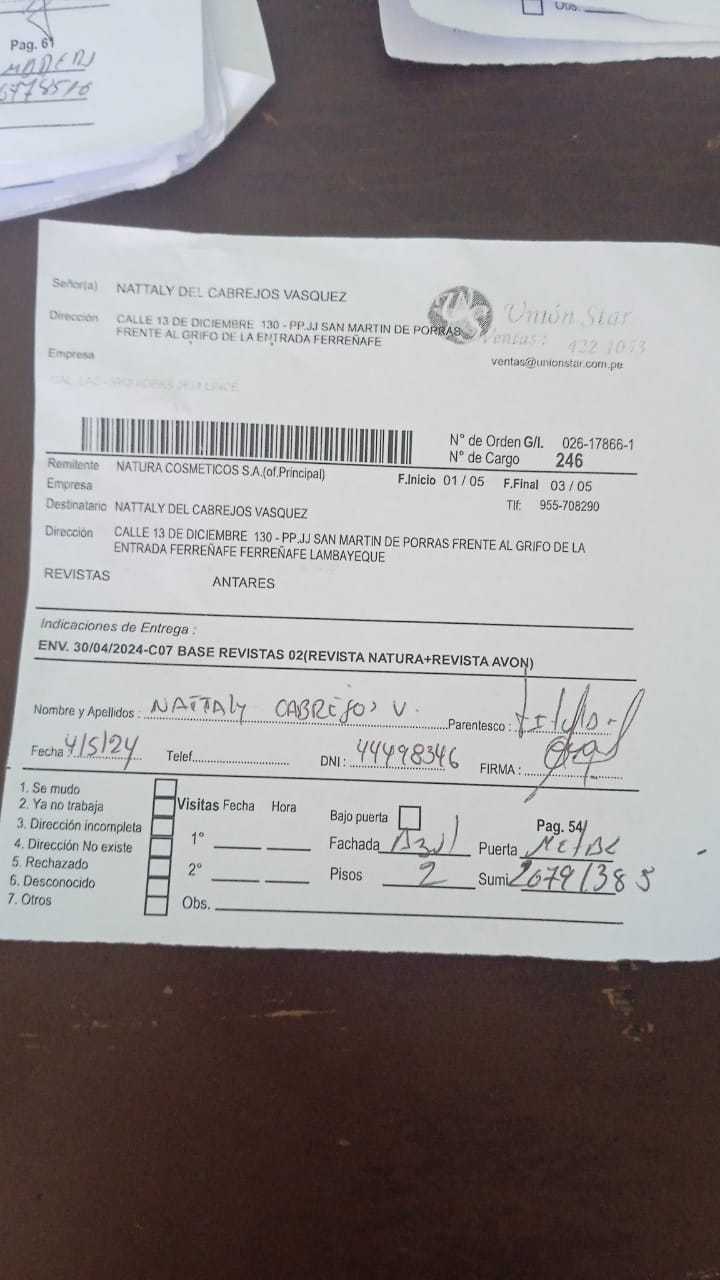 Pag. 61
Obs.
Señor(a) NATTALY DEL CABREJOS VASQUEZ
Dirección CALLE 13 DE DICIEMBRE 130 - PP.JJ SAN MARTIN DE PORRAS
FRENTE AL GRIFO DE LA ENTRADA FERREÑAFE
Empresa
Unión Star
Ventas: 422 1053
ventas@unionstar.com.pe
N° de Orden G/I. 026-17866-1
N° de Cargo 246
Remitente NATURA COSMETICOS S.A.(of.Principal) F.Inicio 01 / 05 F.Final 03 / 05
Empresa
Destinatario NATTALY DEL CABREJOS VASQUEZ Tlf: 955-708290
Dirección CALLE 13 DE DICIEMBRE 130 - PP.JJ SAN MARTIN DE PORRAS FRENTE AL GRIFO DE LA
ENTRADA FERREÑAFE FERREÑAFE LAMBAYEQUE
REVISTAS ANTARES
Indicaciones de Entrega :
ENV. 30/04/2024-C07 BASE REVISTAS 02(REVISTA NATURA+REVISTA AVON)
Nombre y Apellidos : NATTALY CABREJOS V. Parentesco :
Fecha 4/5/24 Telef. DNI : 44498346 FIRMA :
1. Se mudo
2. Ya no trabaja
3. Dirección incompleta
4. Dirección No existe
5. Rechazado
6. Desconocido
7. Otros
Visitas Fecha Hora
1°
2°
Obs.
Bajo puerta
Fachada Azul
Pisos 2
Pag. 54/
Puerta
Sumi 26791385